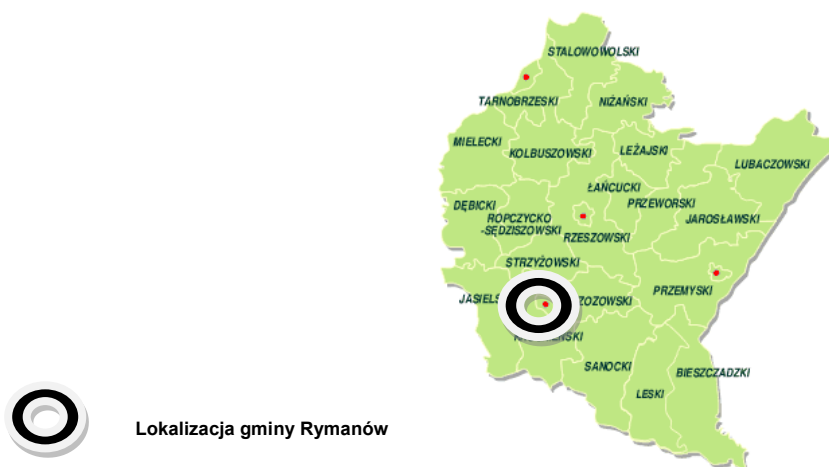 STALOWOWOLSKI
TARNOBRZESKI
NIŻAŃSKI
MIELECKI
KOLBUSZOWSKI
LEŻAJSKI
LUBACZOWSKI
ŁAŃCUCKI
DĘBICKI
ROPCZYCKO
-SĘDZISZOWSKI
PRZEWORSKI
JAROSŁAWSKI
RZESZOWSKI
STRZYŻOWSKI
PRZEMYSKI
SANOCKI
BIESZCZADZKI
LESKI
Lokalizacja gminy Rymanów